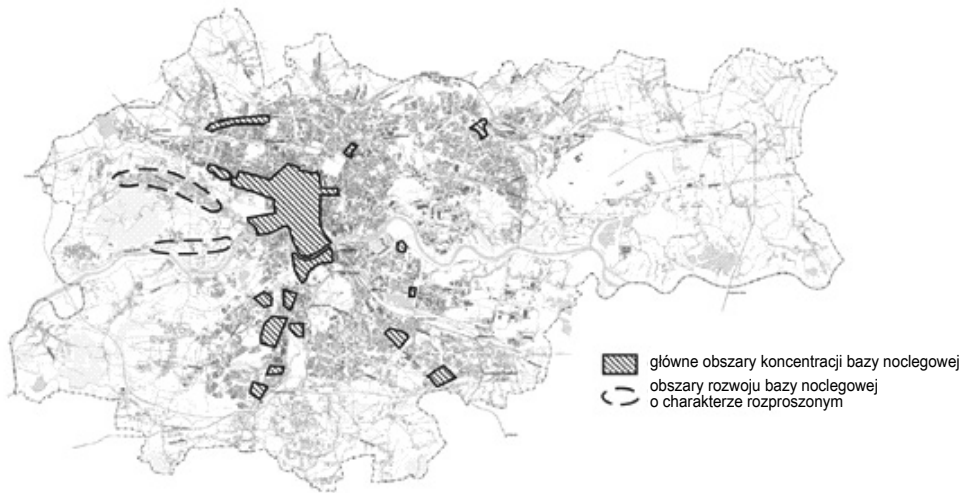 główne obszary koncentracji bazy noclegowej
obszary rozwoju bazy noclegowej
o charakterze rozproszonym